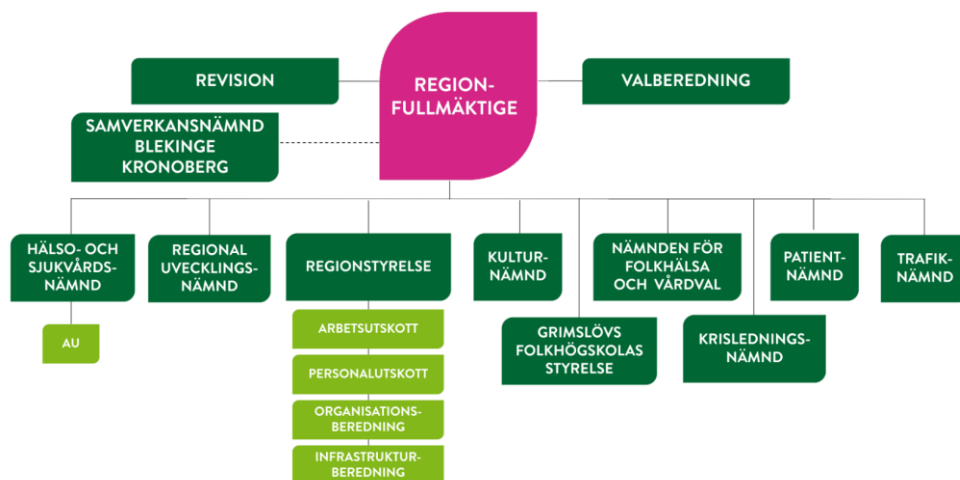 REVISION
REGION-
FULLMÄKTIGE
VALBEREDNING
SAMVERKANSNÄMND
BLEKINGE
KRONOBERG
HÄLSO- OCH
SJUKVÅRDS-
NÄMND
REGIONAL
UVECKLINGS-
NÄMND
REGIONSTYRELSE
KULTUR-
NÄMND
NÄMNDEN FÖR
FOLKHÄLSA
OCH VÅRDVAL
PATIENT-
NÄMND
TRAFIK-
NÄMND
AU
ARBETSUTSKOTT
PERSONALUTSKOTT
ORGANISATIONS-
BEREDNING
INFRASTRUKTUR-
BEREDNING
GRIMSLÖVS
FOLKHÖGSKOLAS
STYRELSE
KRISLEDNINGS-
NÄMND